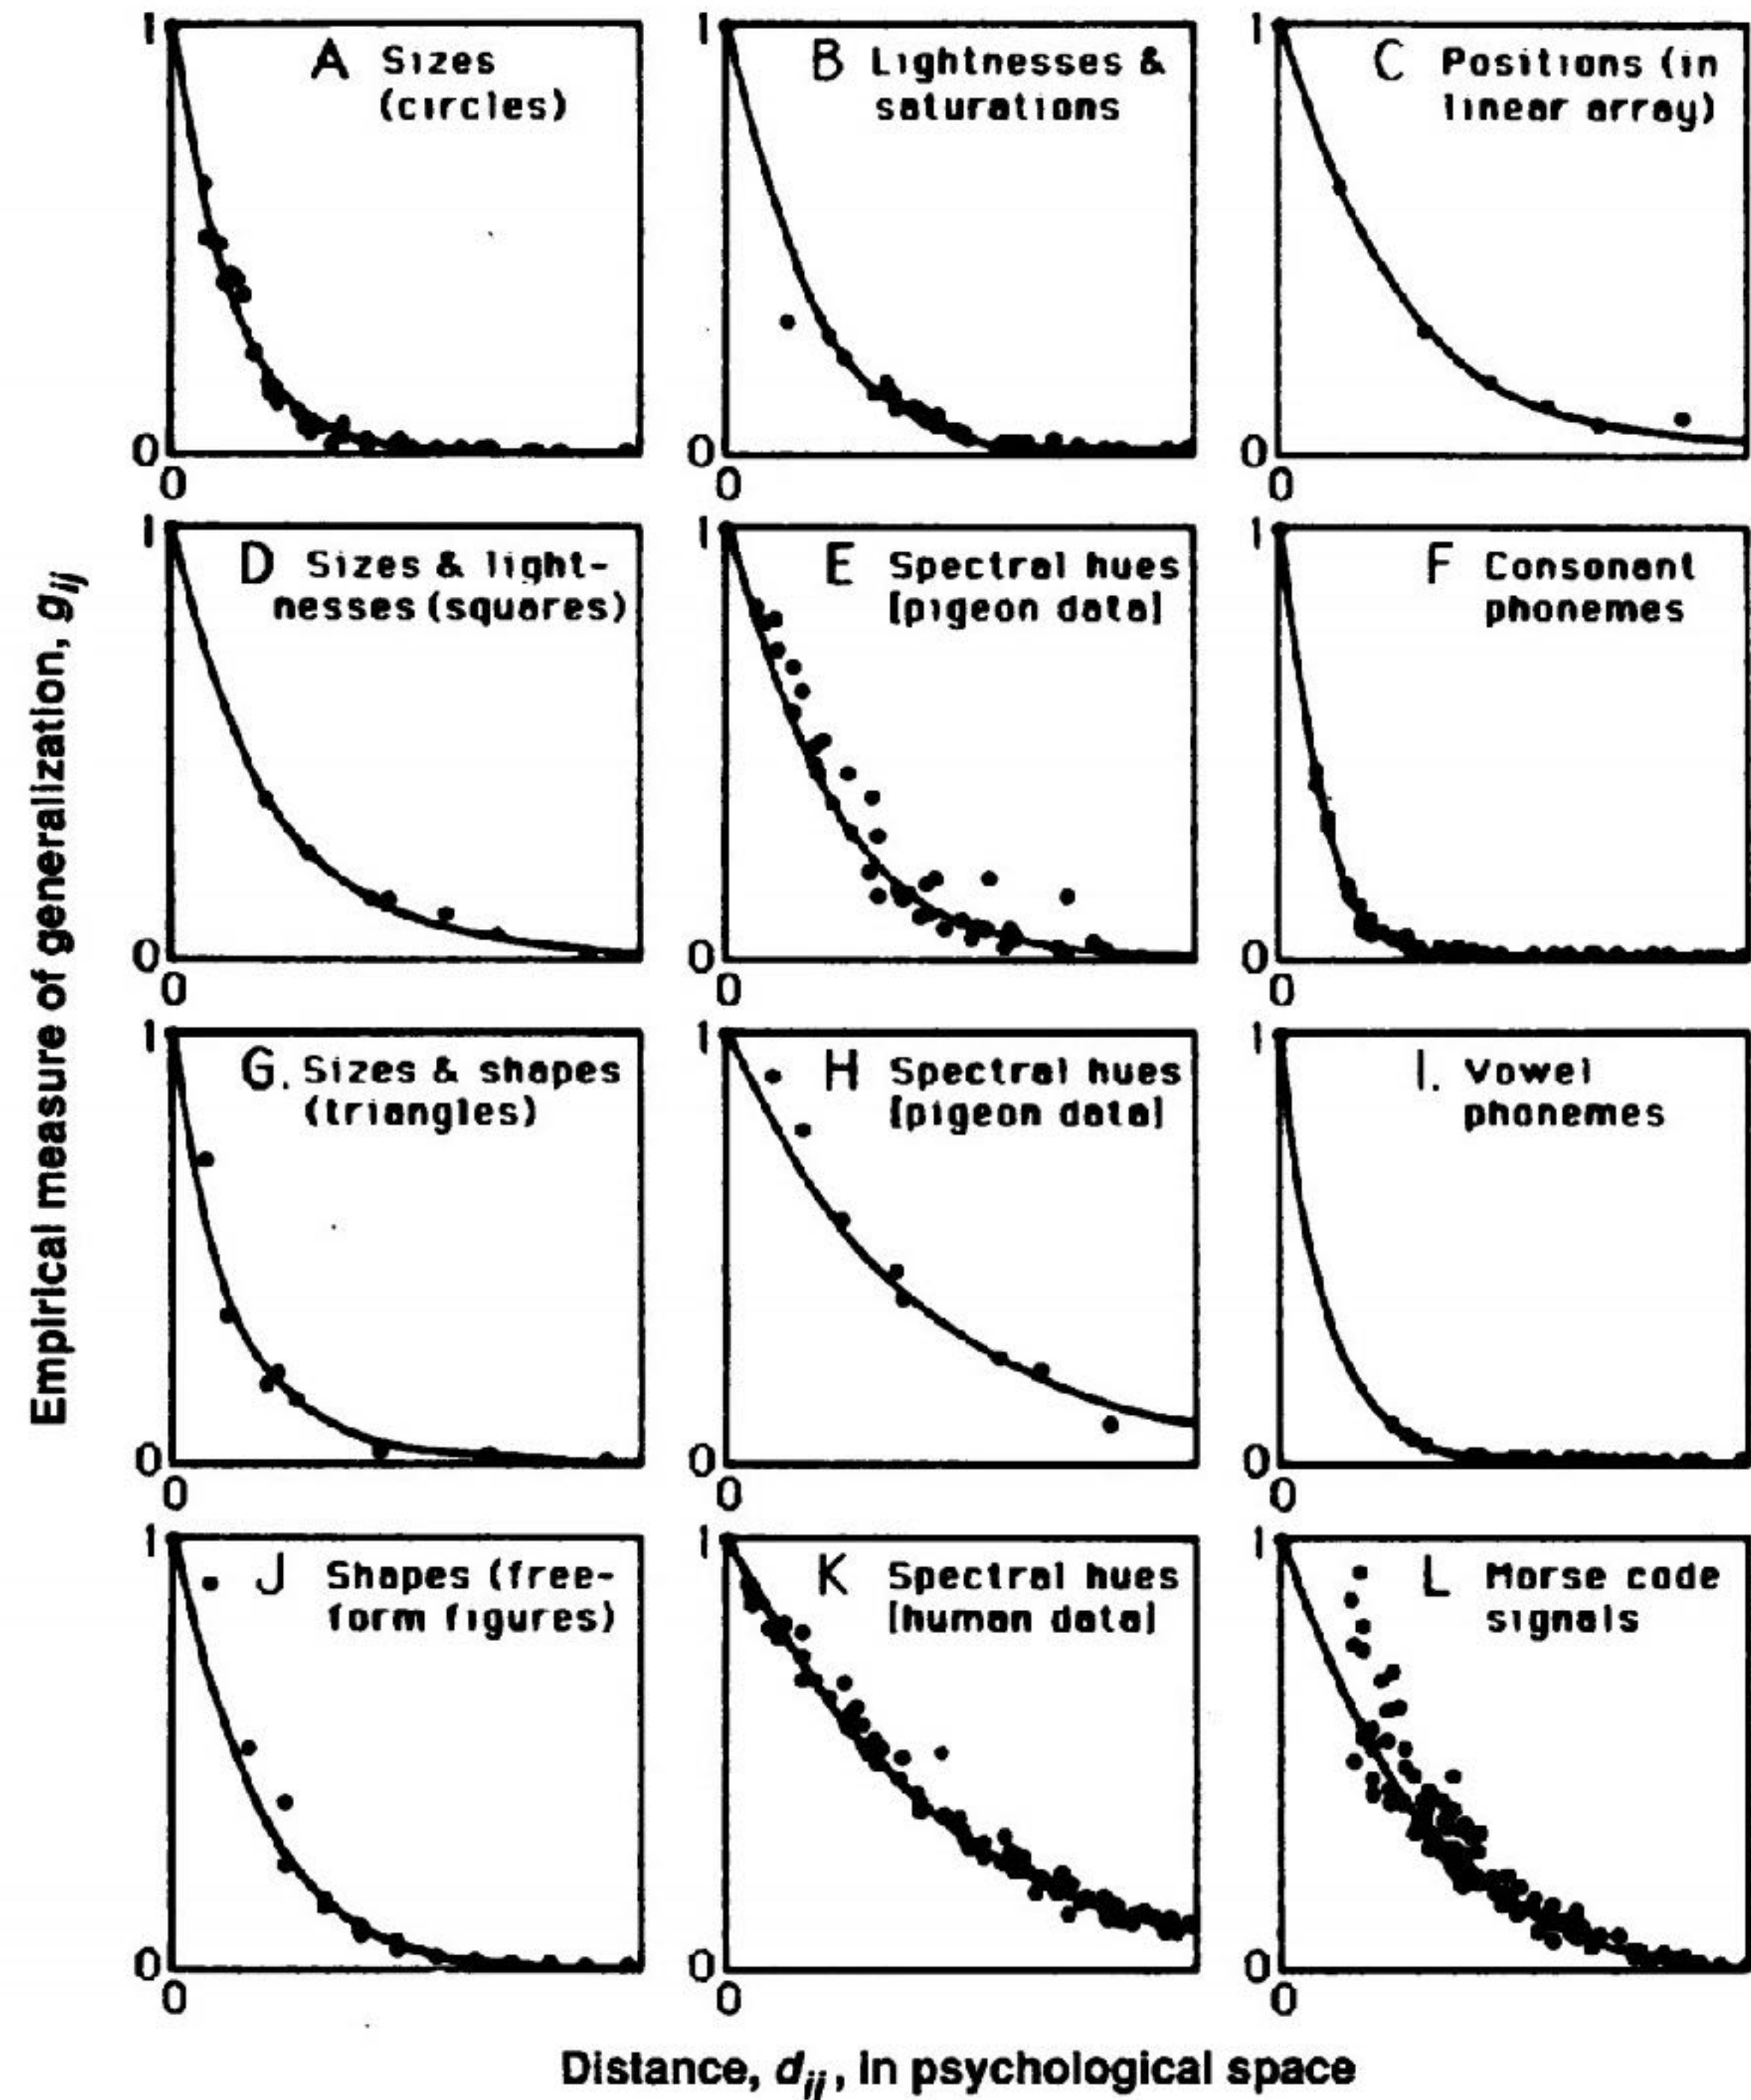 Empirical measure of generalization, gij
1
A Sizes
(circles)
0
0
1
B Lightnesses &
saturations
0
0
1
C Positions (in
linear array)
0
0
1
D Sizes & light-
nesses (squares)
0
0
1
E Spectral hues
[pigeon data]
0
0
1
F Consonant
phonemes
0
0
1
G. Sizes & shapes
(triangles)
0
0
1
H Spectral hues
[pigeon data]
0
0
1
I. Vowel
phonemes
0
0
1
J Shapes (free-
form figures)
0
0
1
K Spectral hues
[human data]
0
0
1
L Morse code
signals
0
0
Distance, dij, in psychological space